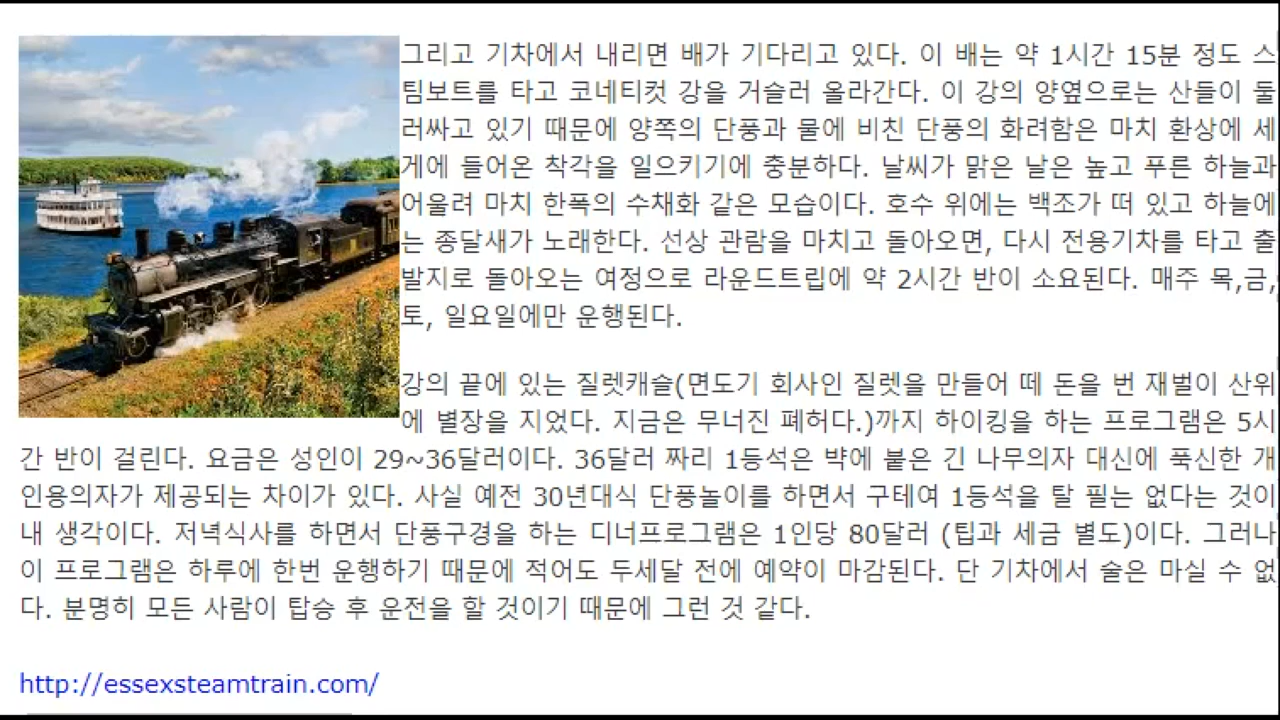 그리고 기차에서 내리면 배가 기다리고 있다. 이 배는 약 1시간 15분 정도 스
팀보트를 타고 코네티컷 강을 거슬러 올라간다. 이 강의 양옆으로는 산들이 둘
러싸고 있기 때문에 양쪽의 단풍과 물에 비친 단풍의 화려함은 마치 환상에 세
게에 들어온 착각을 일으키기에 충분하다. 날씨가 맑은 날은 높고 푸른 하늘과
어울려 마치 한폭의 수채화 같은 모습이다. 호수 위에는 백조가 떠 있고 하늘에
는 종달새가 노래한다. 선상 관람을 마치고 돌아오면, 다시 전용기차를 타고 출
발지로 돌아오는 여정으로 라운드트립에 약 2시간 반이 소요된다. 매주 목,금,
토, 일요일에만 운행된다.
강의 끝에 있는 질렛캐슬(면도기 회사인 질렛을 만들어 떼 돈을 번 재벌이 산위
에 별장을 지었다. 지금은 무너진 폐허다.)까지 하이킹을 하는 프로그램은 5시
간 반이 걸린다. 요금은 성인이 29~36달러이다. 36달러 짜리 1등석은 뱍에 붙은 긴 나무의자 대신에 푹신한 개
인용의자가 제공되는 차이가 있다. 사실 예전 30년대식 단풍놀이를 하면서 구테여 1등석을 탈 필는 없다는 것이
내 생각이다. 저녁식사를 하면서 단풍구경을 하는 디너프로그램은 1인당 80달러 (팁과 세금 별도)이다. 그러나
이 프로그램은 하루에 한번 운행하기 때문에 적어도 두세달 전에 예약이 마감된다. 단 기차에서 술은 마실 수 없
다. 분명히 모든 사람이 탑승 후 운전을 할 것이기 때문에 그런 것 같다.
http://essexsteamtrain.com/